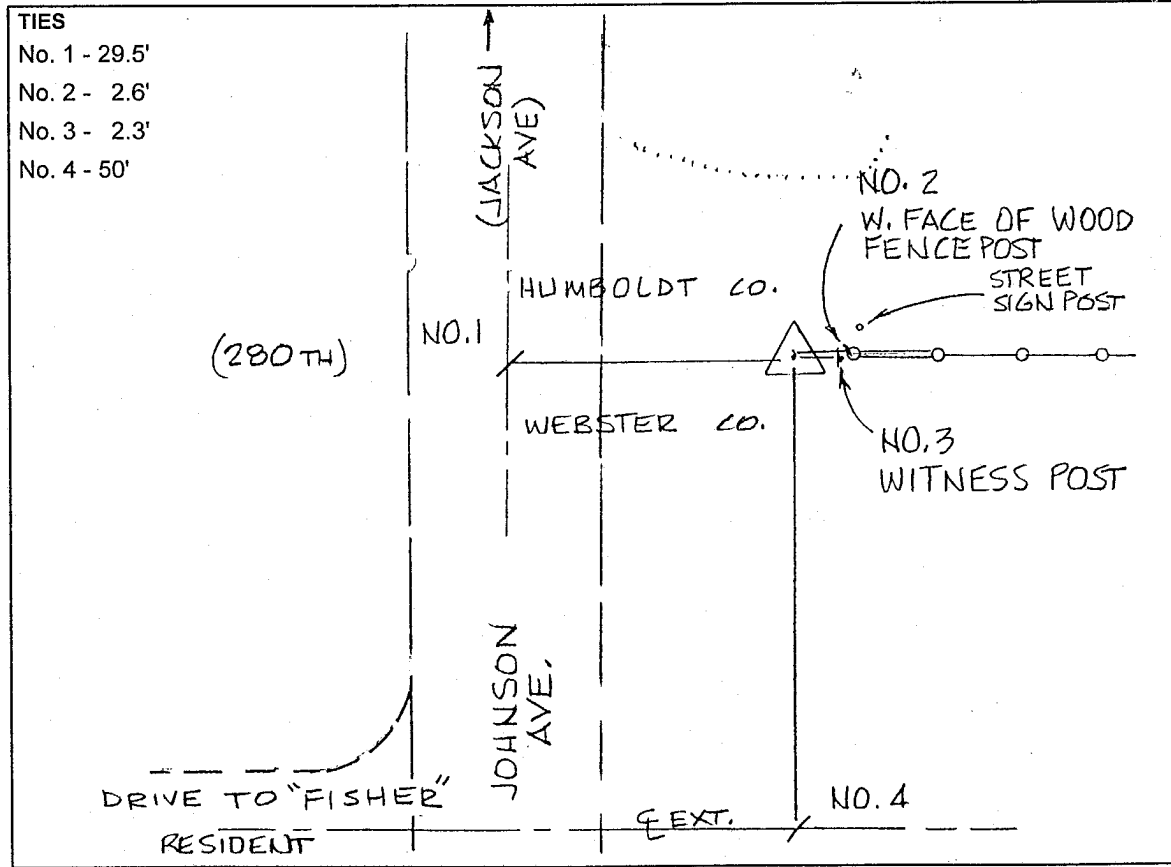 TIES
No. 1 - 29.5'
No. 2 - 2.6'
No. 3 - 2.3'
No. 4 - 50'
(JACKSON
AVE)
NO. 2
W. FACE OF WOOD
FENCE POST
STREET
SIGN POST
HUMBOLDT CO.
(280TH)
NO.1
WEBSTER CO.
NO.3
WITNESS POST
JOHNSON
AVE.
DRIVE TO "FISHER"
RESIDENT
℄ EXT.
NO. 4